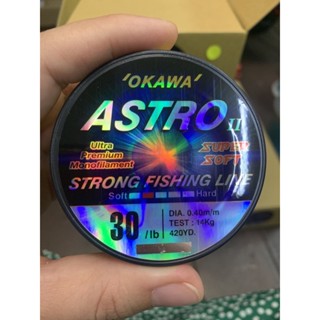 'OKAWA'
ASTRO II
Ultra
Premium
Monofilament
SUPER
SOFT
STRONG FISHING LINE
Soft Hard
30 /lb
DIA. 0.40m/m
TEST : 14Kg
420YD.